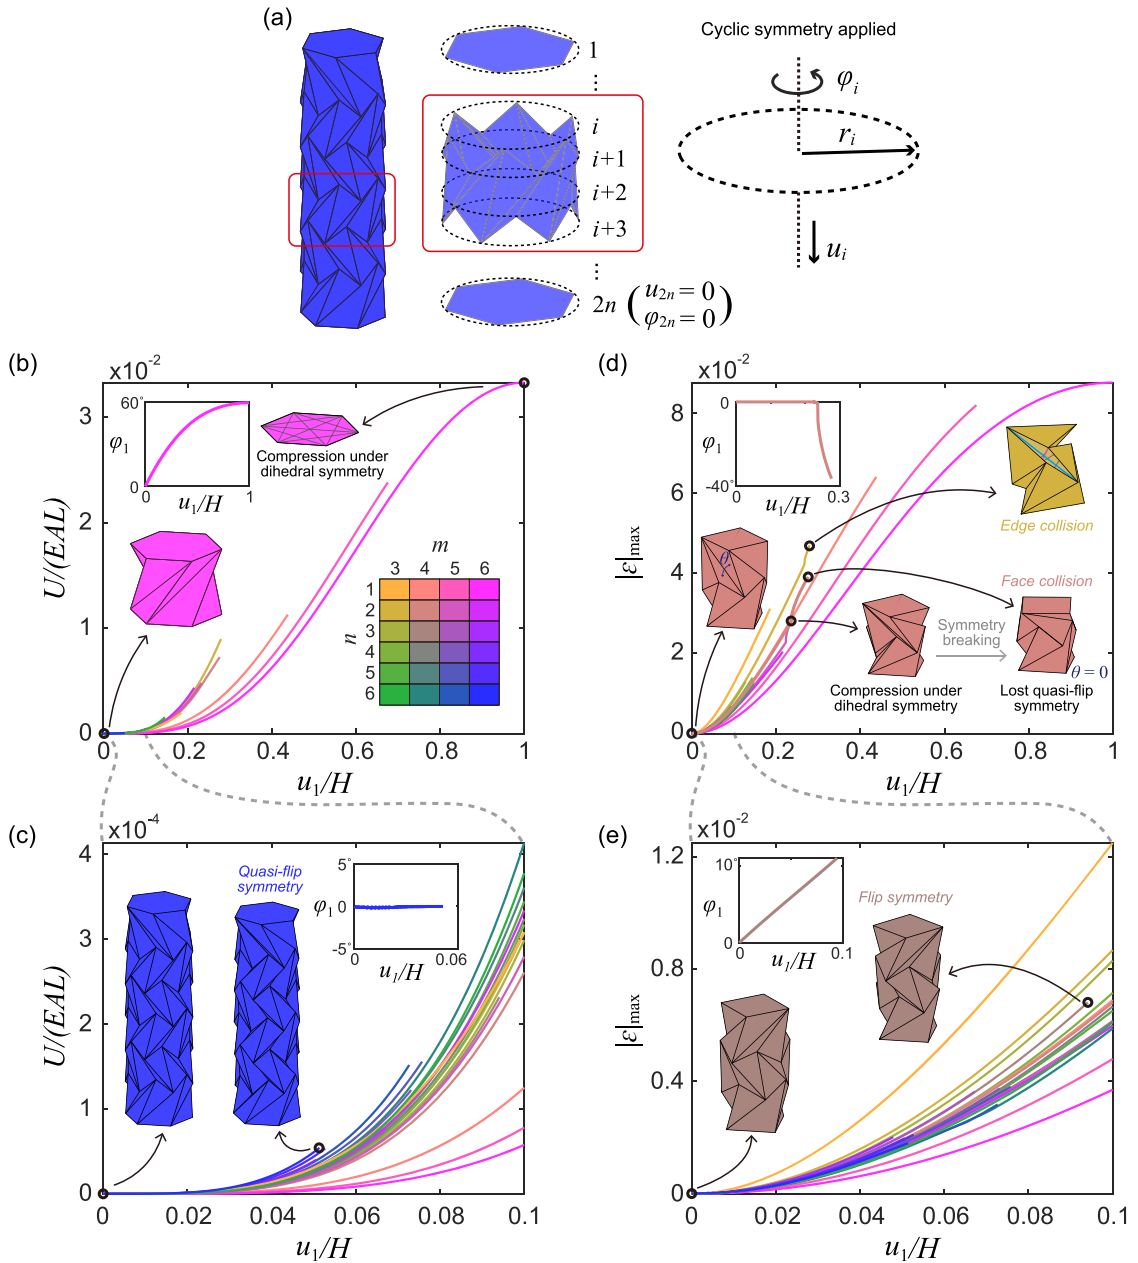 (a)
Cyclic symmetry applied
1
⋮
i
i+1
i+2
i+3
⋮
2n (u2n = 0
φ2n = 0)
φi
ri
ui
(b)
x10-2
U/(EAL)
3
2
1
0
0 0.2 0.4 0.6 0.8 1
u1/H
60°
φ1
0
0 1
u1/H
Compression under
dihedral symmetry
m
3 4 5 6
n
1
2
3
4
5
6
(d)
x10-2
|ε|max
8
6
4
2
0
0 0.2 0.4 0.6 0.8 1
u1/H
0
φ1
-40°
0 0.3
u1/H
θ
Edge collision
Face collision
Symmetry
breaking
θ = 0
Compression under
dihedral symmetry
Lost quasi-flip
symmetry
(c)
x10-4
U/(EAL)
4
3
2
1
0
0 0.02 0.04 0.06 0.08 0.1
u1/H
Quasi-flip
symmetry
5°
φ1 0
-5°
0 0.06
u1/H
(e)
x10-2
|ε|max
1.2
0.8
0.4
0
0 0.02 0.04 0.06 0.08 0.1
u1/H
10°
φ1
0
0 0.1
u1/H
Flip symmetry